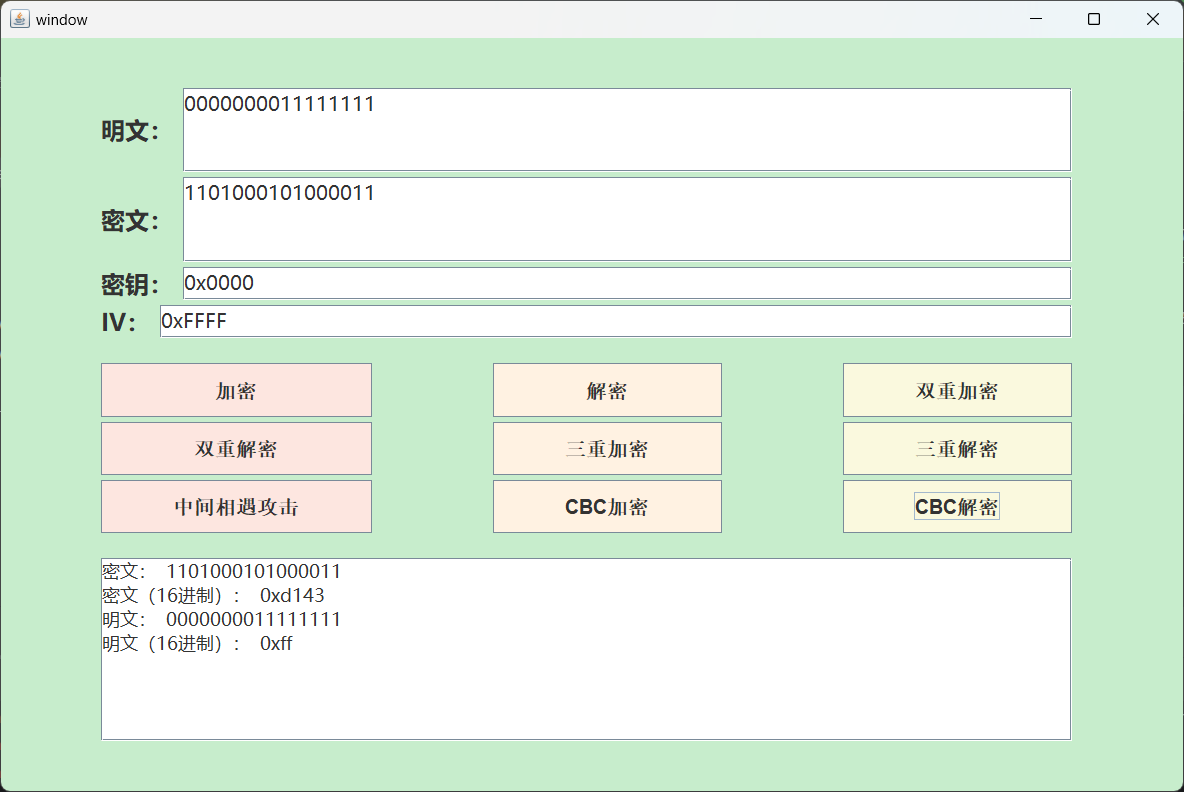 window
明文： 0000000011111111
密文： 1101000101000011
密钥： 0x0000
IV： 0xFFFF
加密 解密 双重加密
双重解密 三重加密 三重解密
中间相遇攻击 CBC加密 CBC解密
密文： 1101000101000011
密文（16进制）： 0xd143
明文： 0000000011111111
明文（16进制）： 0xff